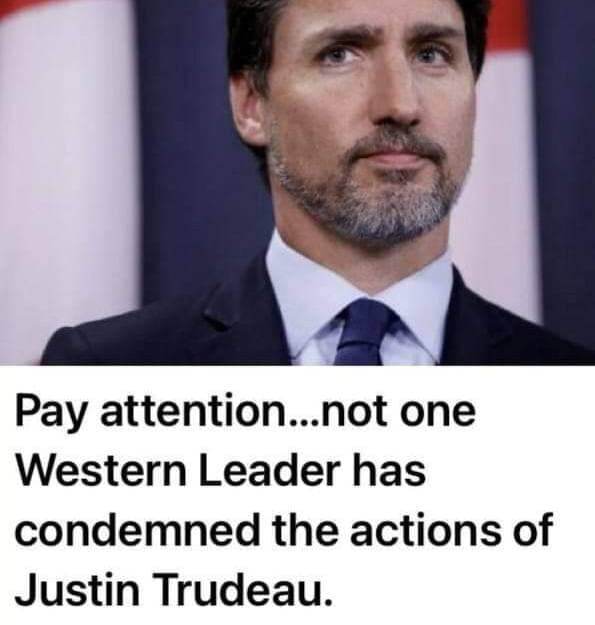 Pay attention...not one
Western Leader has
condemned the actions of
Justin Trudeau.